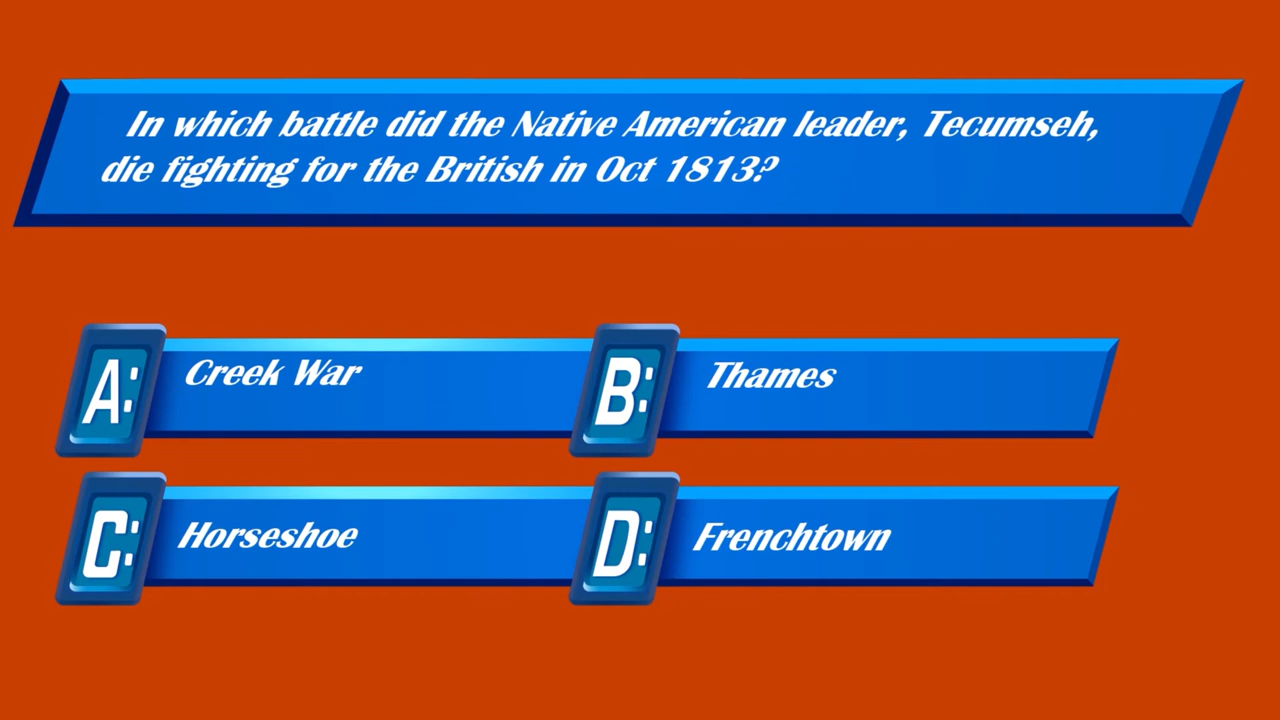 In which battle did the Native American leader, Tecumseh,
die fighting for the British in Oct 1813?
A: Creek War
B: Thames
C: Horseshoe
D: Frenchtown